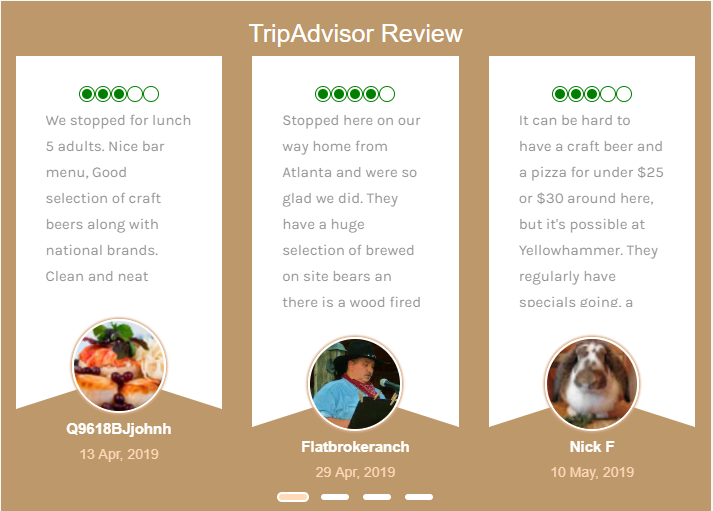 TripAdvisor Review
We stopped for lunch
5 adults. Nice bar
menu, Good
selection of craft
beers along with
national brands.
Clean and neat
Q9618BJjohnh
13 Apr, 2019
Stopped here on our
way home from
Atlanta and were so
glad we did. They
have a huge
selection of brewed
on site bears an
there is a wood fired
Flatbrokeranch
29 Apr, 2019
It can be hard to
have a craft beer and
a pizza for under $25
or $30 around here,
but it's possible at
Yellowhammer. They
regularly have
specials going, a
Nick F
10 May, 2019